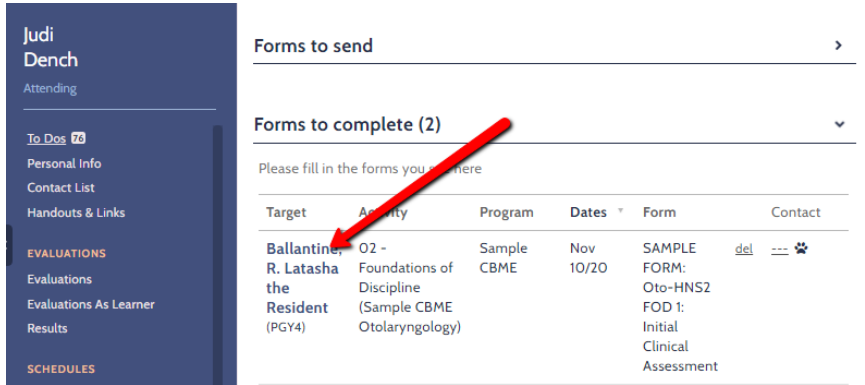 Judi
Dench
Attending
To Dos 76
Personal Info
Contact List
Handouts & Links
EVALUATIONS
Evaluations
Evaluations As Learner
Results
SCHEDULES
Forms to send
Forms to complete (2)
Please fill in the forms you here
Target Activity Program Dates Form Contact
Ballantine,
R. Latasha
the
Resident
(PGY4)
O2 -
Foundations of
Discipline
(Sample CBME
Otolaryngology)
Sample
CBME
Nov
10/20
SAMPLE
FORM:
Oto-HNS2
FOD 1:
Initial
Clinical
Assessment
del
---